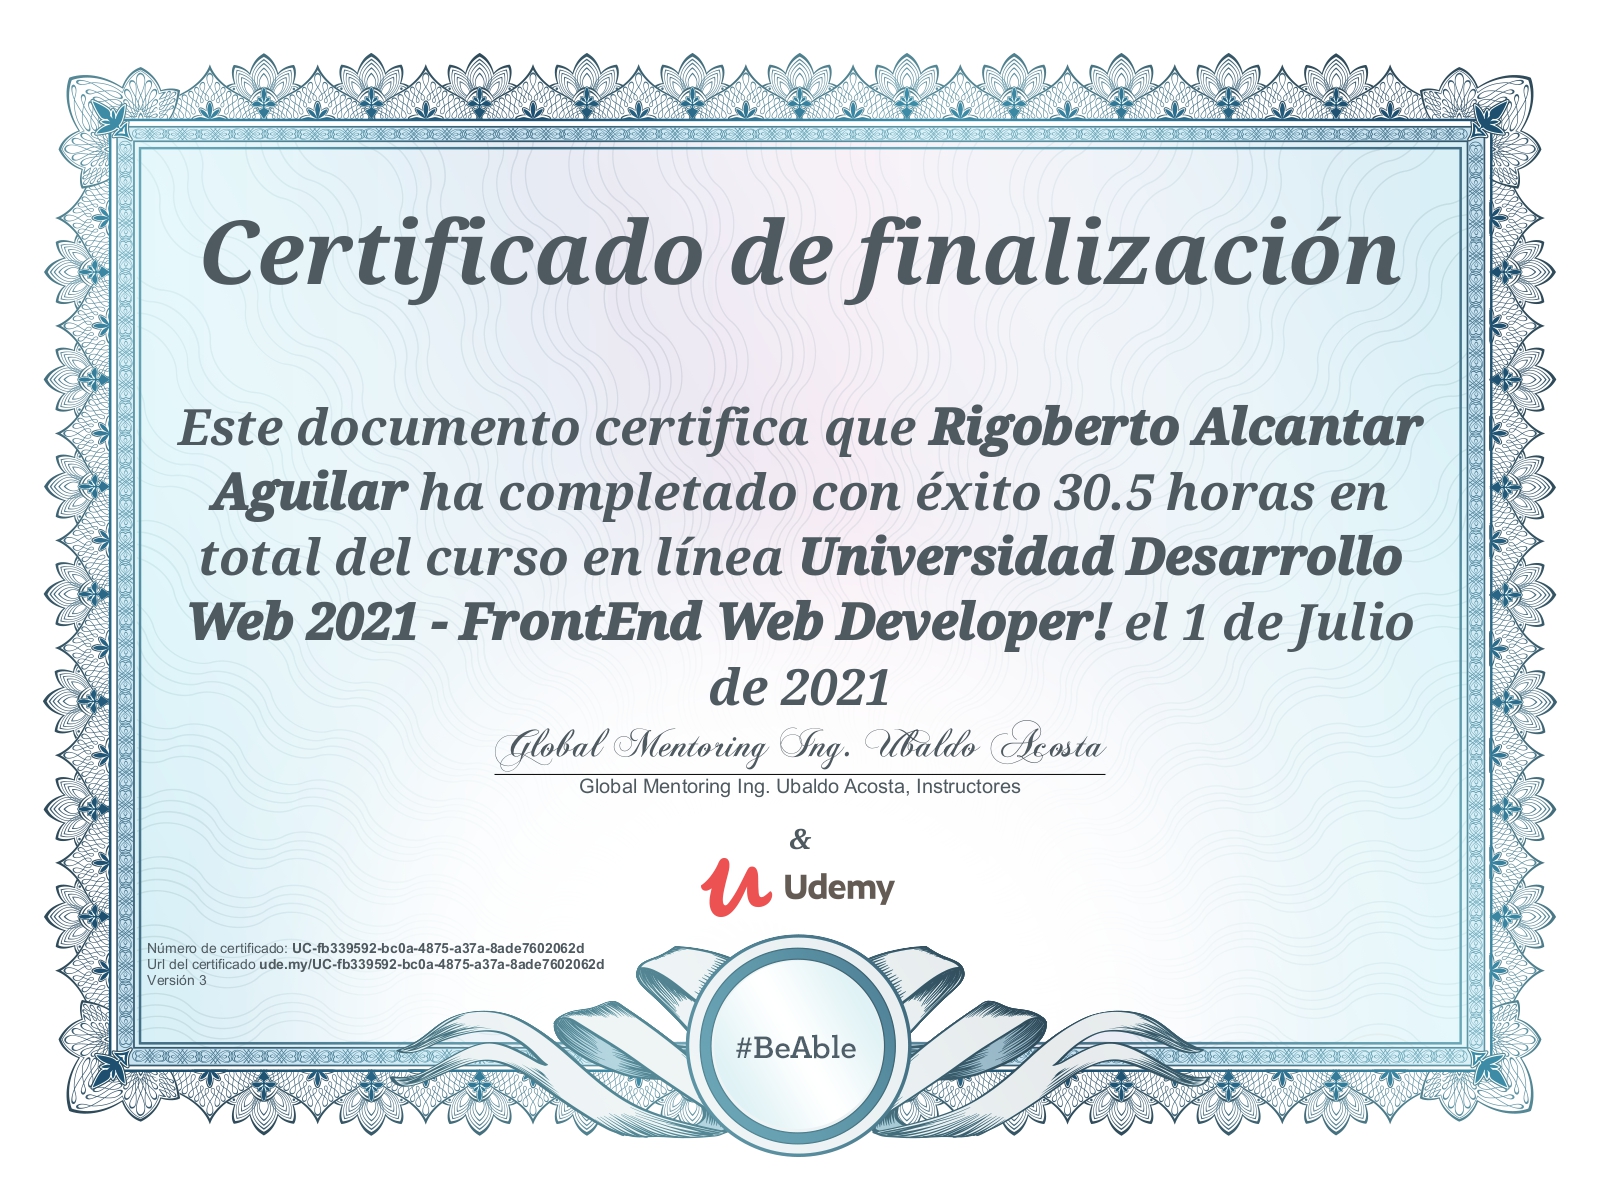 Certificado de finalización
Este documento certifica que Rigoberto Alcantar
Aguilar ha completado con éxito 30.5 horas en
total del curso en línea Universidad Desarrollo
Web 2021 - FrontEnd Web Developer! el 1 de Julio
de 2021
Global Mentoring Ing. Ubaldo Acosta
Global Mentoring Ing. Ubaldo Acosta, Instructores
&
Udemy
Número de certificado: UC-fb339592-bc0a-4875-a37a-8ade7602062d
Url del certificado ude.my/UC-fb339592-bc0a-4875-a37a-8ade7602062d
Versión 3
#BeAble